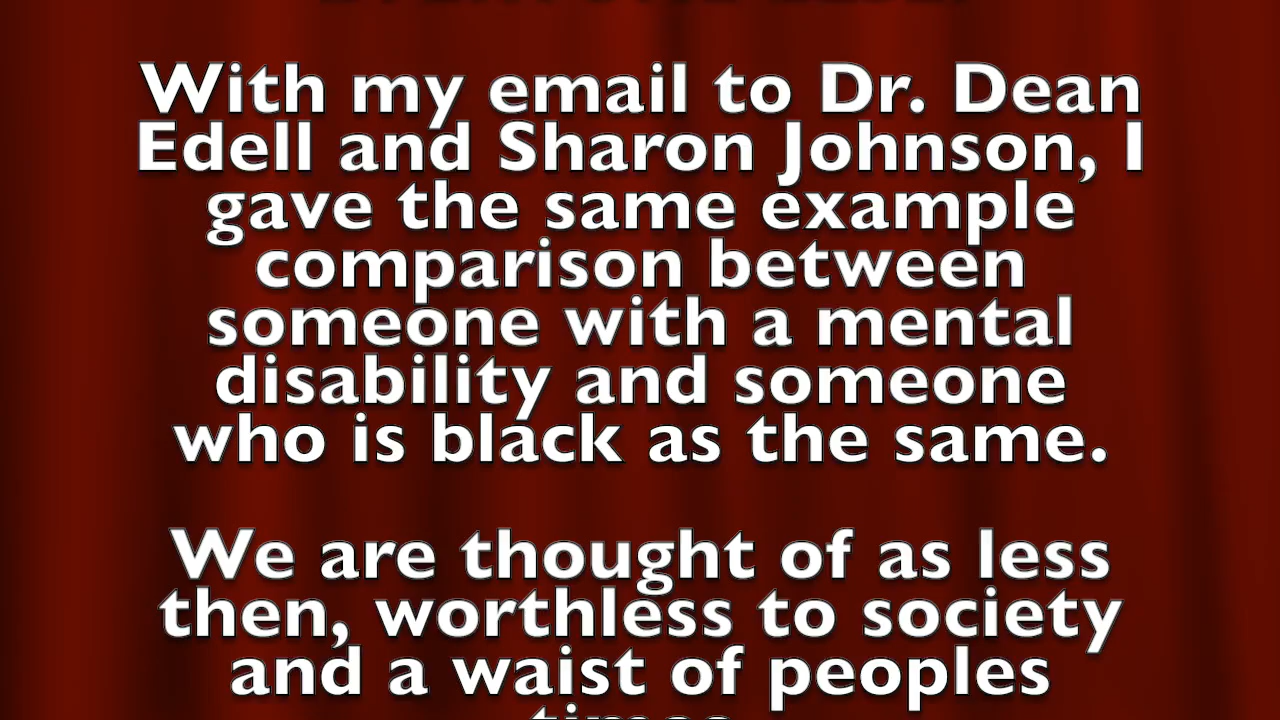 With my email to Dr. Dean
Edell and Sharon Johnson, I
gave the same example
comparison between
someone with a mental
disability and someone
who is black as the same.
We are thought of as less
then, worthless to society
and a waist of peoples